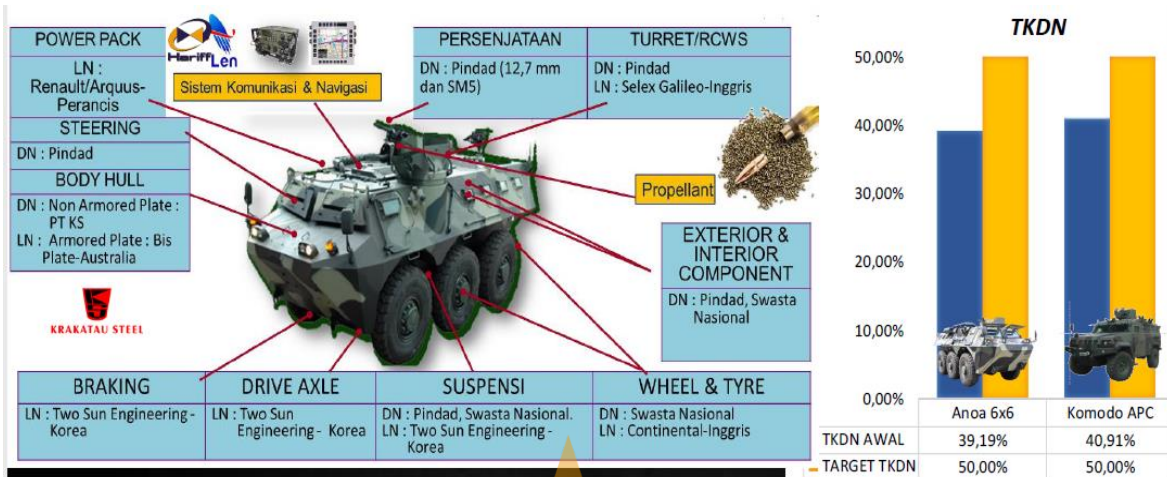 POWER PACK
LN :
Renault/Arquus-
Perancis
STEERING
DN : Pindad
BODY HULL
DN : Non Armored Plate :
PT KS
LN : Armored Plate : Bis
Plate-Australia
KRAKATAU STEEL
Hariff
Len
Sistem Komunikasi & Navigasi
PERSENJATAAN
DN : Pindad (12,7 mm
dan SM5)
TURRET/RCWS
DN : Pindad
LN : Selex Galileo-Inggris
Propellant
EXTERIOR &
INTERIOR
COMPONENT
DN : Pindad, Swasta
Nasional
BRAKING
LN : Two Sun Engineering -
Korea
DRIVE AXLE
LN : Two Sun
Engineering - Korea
SUSPENSI
DN : Pindad, Swasta Nasional.
LN : Two Sun Engineering -
Korea
WHEEL & TYRE
DN : Swasta Nasional
LN : Continental-Inggris
TKDN
50,00%
40,00%
30,00%
20,00%
10,00%
0,00%
Anoa 6x6 Komodo APC
TKDN AWAL 39,19% 40,91%
TARGET TKDN 50,00% 50,00%